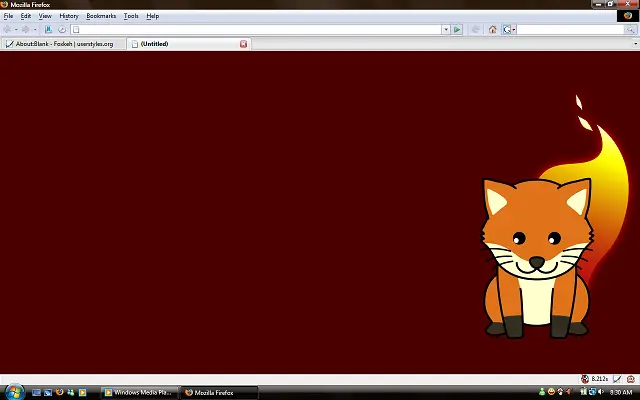 Mozilla Firefox
File Edit View History Bookmarks Tools Help
About:Blank - Foxkeh | userstyles.org
(Untitled)
8.212s
Windows Media Pla...
Mozilla Firefox
8:30 AM